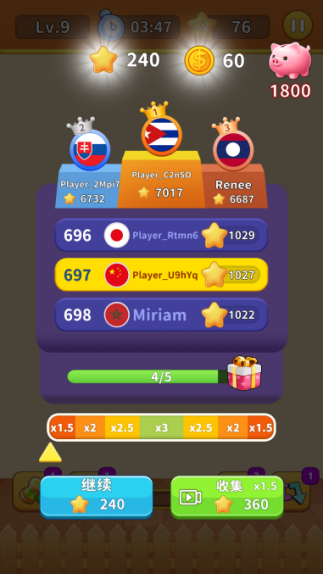 Lv.9 03:47 76
240 60
1800
2 1 3
Player_2Mpi7 Player_C2nSO Renee
6732 7017 6687
696 Player_Rtmn6 1029
697 Player_U9hYq 1027
698 Miriam 1022
4/5
x1.5 x2 x2.5 x3 x2.5 x2 x1.5
继续 收集 x1.5
240 360
1